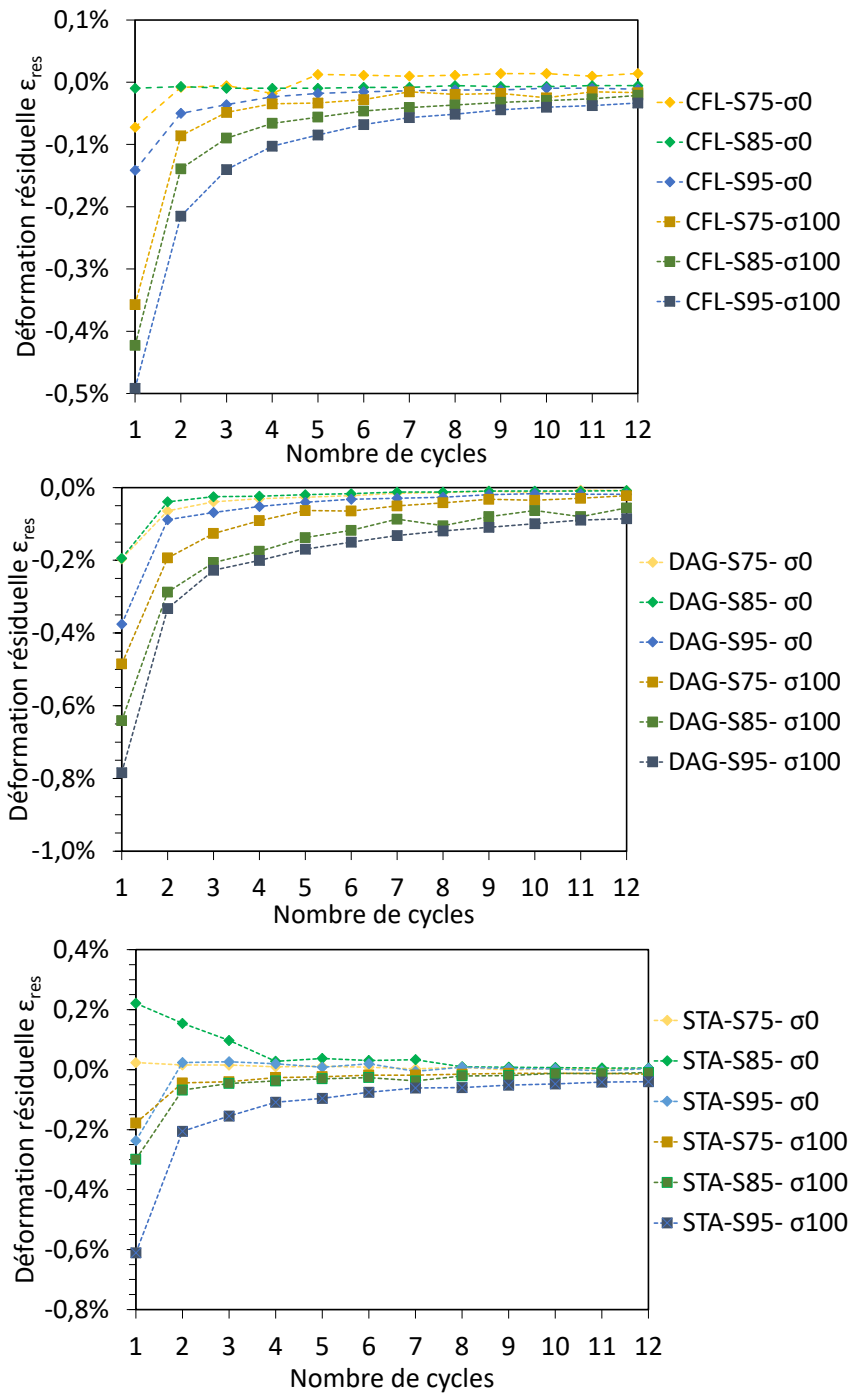 0,1%
0,0%
-0,1%
-0,2%
-0,3%
-0,4%
-0,5%
Déformation résiduelle εres
1 2 3 4 5 6 7 8 9 10 11 12
Nombre de cycles
CFL-S75-σ0
CFL-S85-σ0
CFL-S95-σ0
CFL-S75-σ100
CFL-S85-σ100
CFL-S95-σ100
0,0%
-0,2%
-0,4%
-0,6%
-0,8%
-1,0%
Déformation résiduelle εres
1 2 3 4 5 6 7 8 9 10 11 12
Nombre de cycles
DAG-S75- σ0
DAG-S85- σ0
DAG-S95- σ0
DAG-S75- σ100
DAG-S85- σ100
DAG-S95- σ100
0,4%
0,2%
0,0%
-0,2%
-0,4%
-0,6%
-0,8%
Déformation résiduelle εres
1 2 3 4 5 6 7 8 9 10 11 12
Nombre de cycles
STA-S75- σ0
STA-S85- σ0
STA-S95- σ0
STA-S75- σ100
STA-S85- σ100
STA-S95- σ100